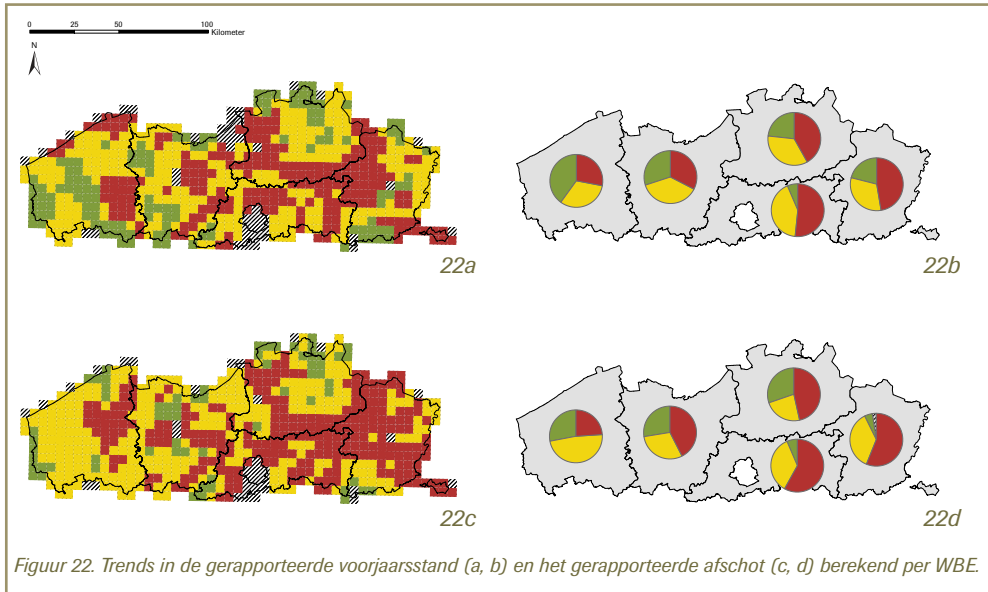 0 25 50 100
Kilometer
N
22a
22b
22c
22d
Figuur 22. Trends in de gerapporteerde voorjaarsstand (a, b) en het gerapporteerde afschot (c, d) berekend per WBE.